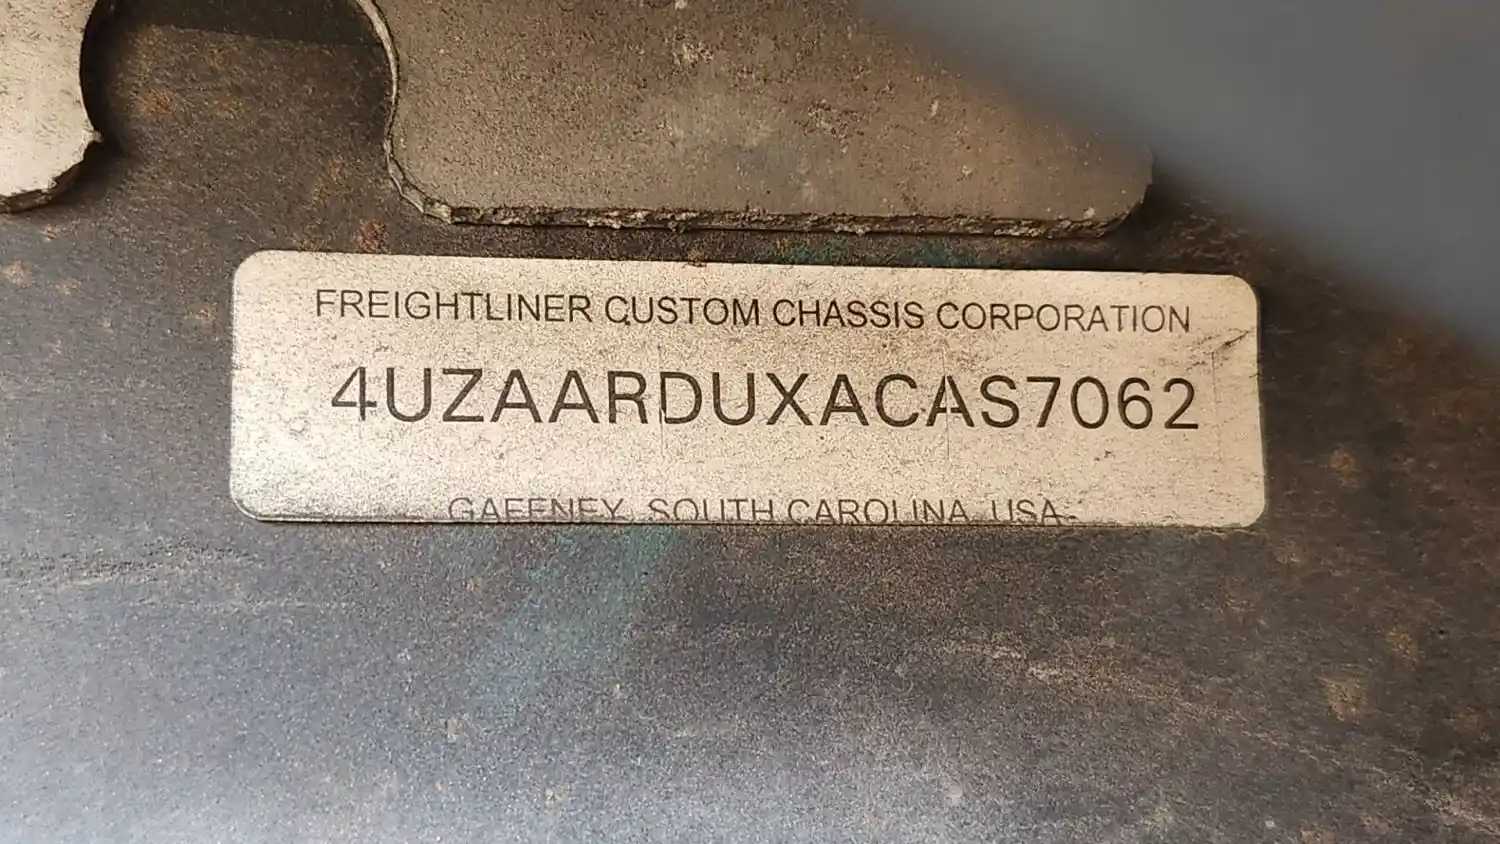 FREIGHTLINER CUSTOM CHASSIS CORPORATION
4UZAARDUXACAS7062
GAFFNEY, SOUTH CAROLINA, USA